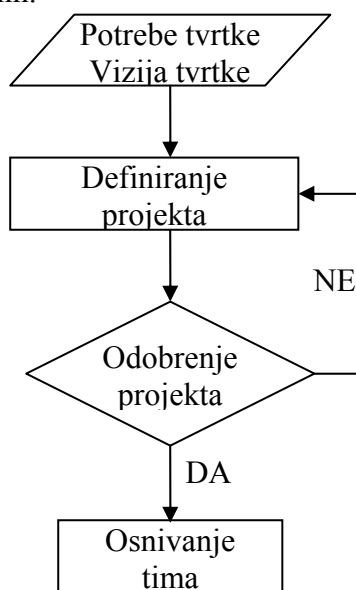 Potrebe tvrtke
Vizija tvrtke
Definiranje
projekta
NE
Odobrenje
projekta
DA
Osnivanje
tima